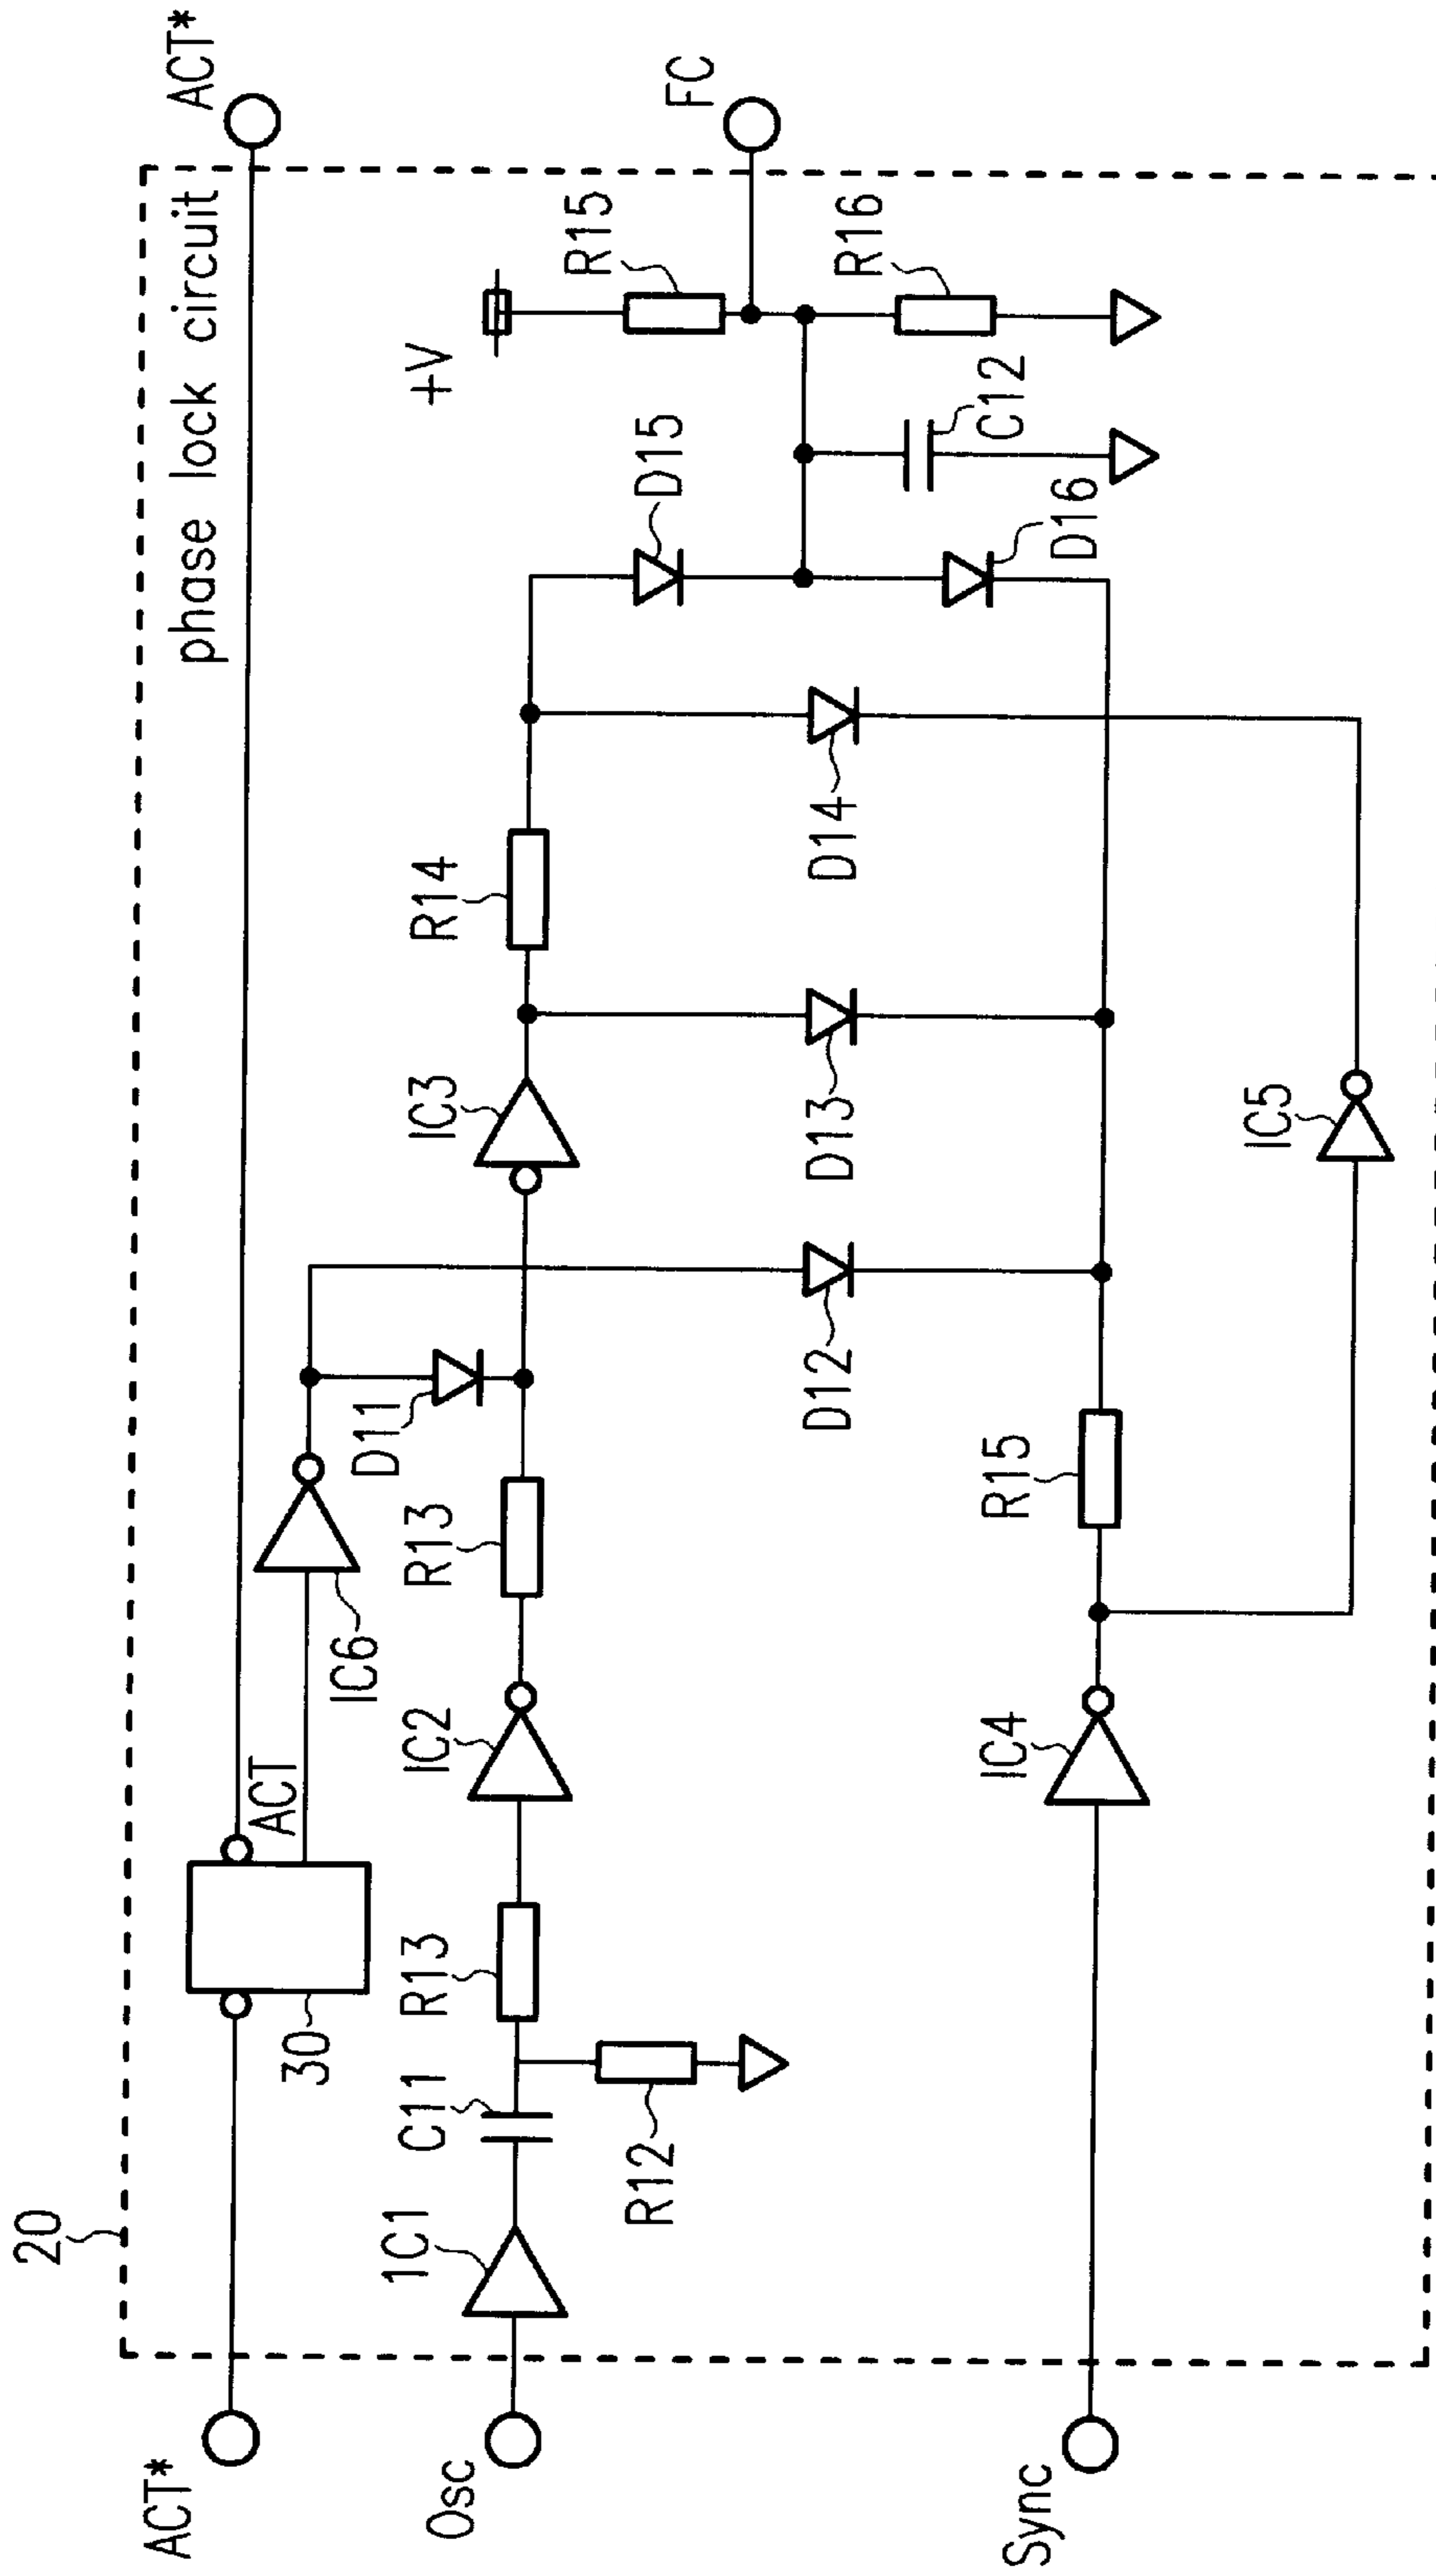 20
phase lock circuit
ACT*
ACT*
30
ACT
IC6
+V
R15
FC
D11
D15
Osc
1C1
C11
R13
IC2
R13
IC3
R14
R12
R16
C12
D12
D13
D14
D16
Sync
IC4
R15
IC5